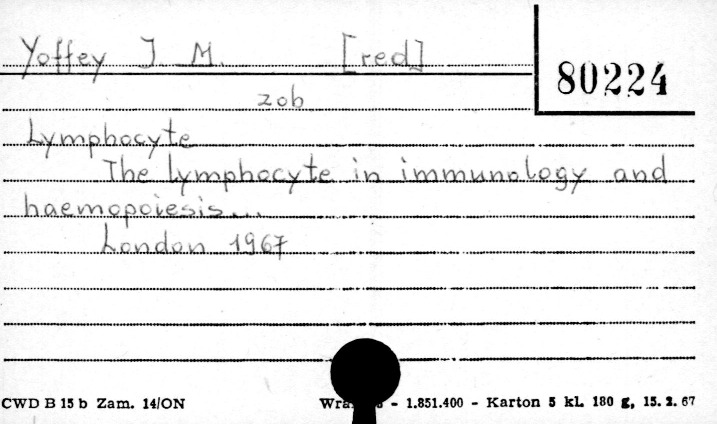 Yoffey J. M. [red]
80224
zob
Lymphocyte
The lymphocyte in immunology and
haemopoiesis...
London 1967
CWD B 15 b Zam. 14/ON - 1.851.400 - Karton 5 kl. 180 g, 15. 2. 67